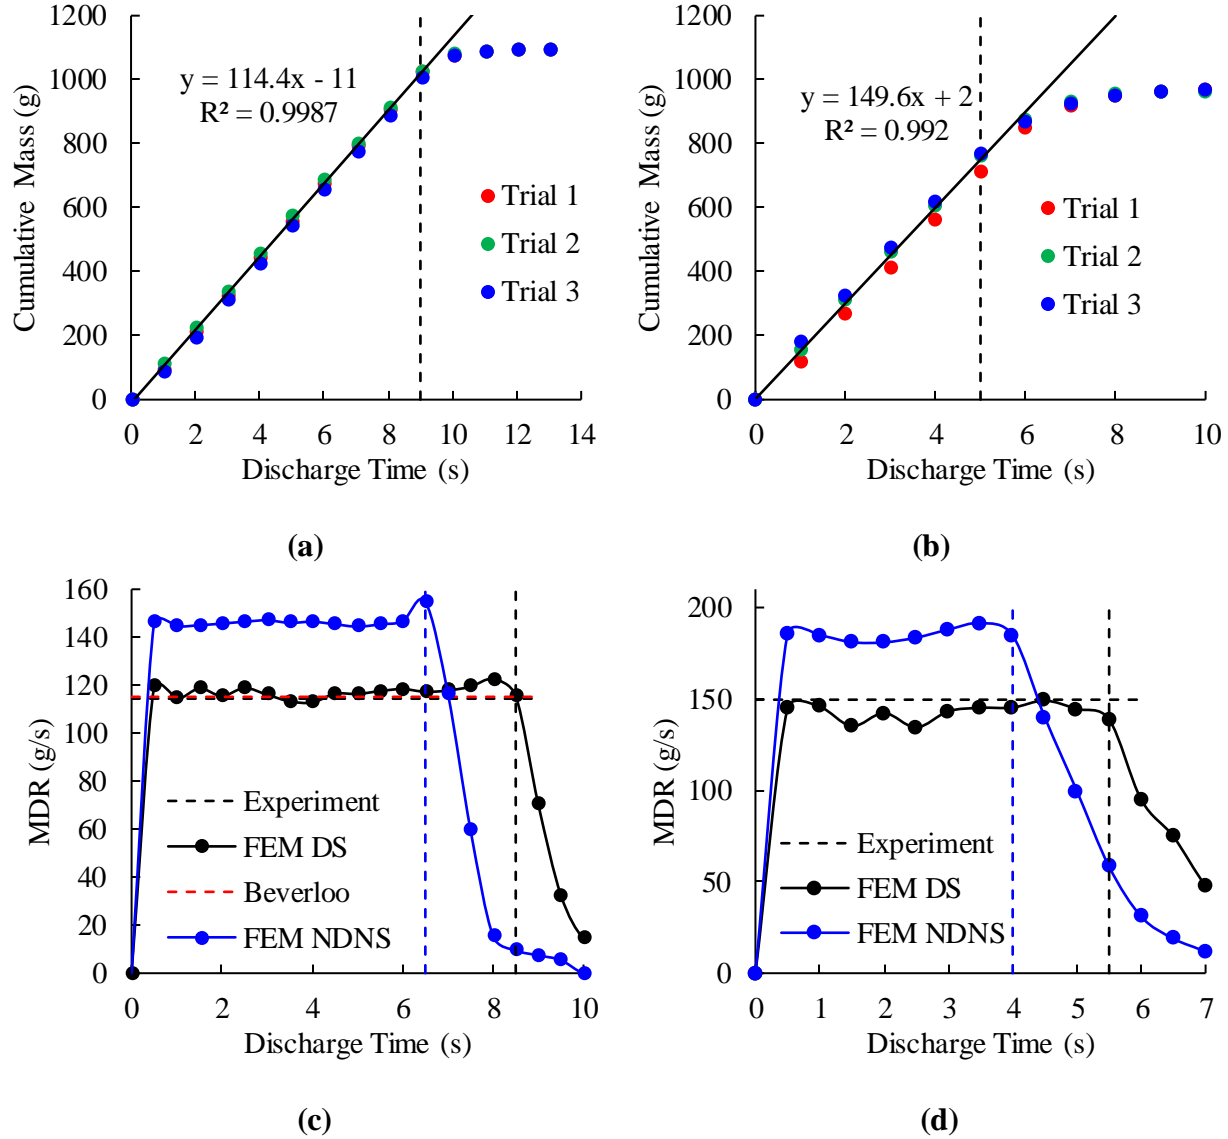 1200
1000
800
600
400
200
0
Cumulative Mass (g)
y = 114.4x - 11
R² = 0.9987
Trial 1
Trial 2
Trial 3
0 2 4 6 8 10 12 14
Discharge Time (s)
(a)
1200
1000
800
600
400
200
0
Cumulative Mass (g)
y = 149.6x + 2
R² = 0.992
Trial 1
Trial 2
Trial 3
0 2 4 6 8 10
Discharge Time (s)
(b)
160
140
120
100
80
60
40
20
0
MDR (g/s)
Experiment
FEM DS
Beverloo
FEM NDNS
0 2 4 6 8 10
Discharge Time (s)
(c)
200
150
100
50
0
MDR (g/s)
Experiment
FEM DS
FEM NDNS
0 1 2 3 4 5 6 7
Discharge Time (s)
(d)